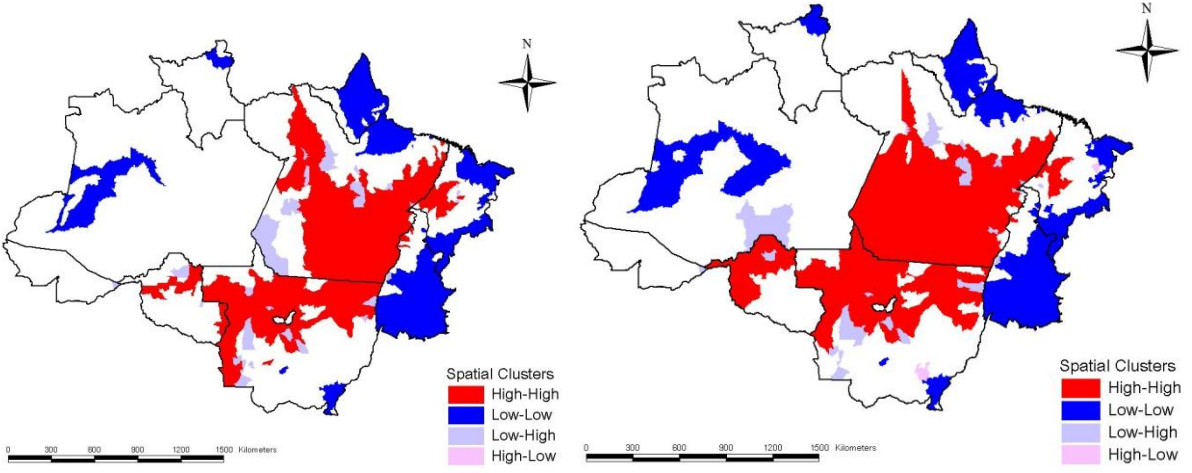 N
Spatial Clusters
High-High
Low-Low
Low-High
High-Low
0 300 600 900 1200 1500 Kilometers
N
Spatial Clusters
High-High
Low-Low
Low-High
High-Low
0 300 600 900 1200 1500 Kilometers